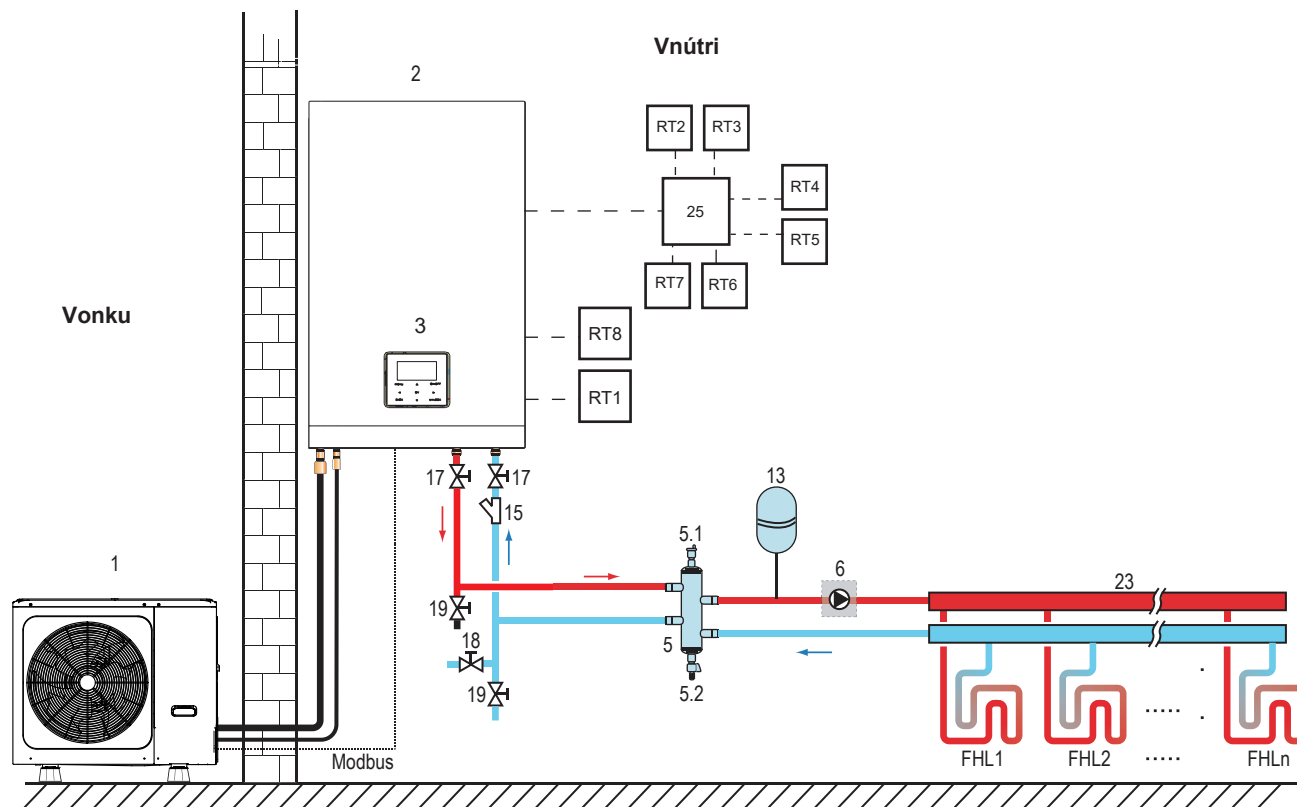 Vnútri
2
RT2
RT3
RT4
25
RT5
RT7
RT6
Vonku
3
RT8
RT1
17
17
13
15
5.1
1
6
23
19
18
5
19
5.2
Modbus
.....
.
.
.....
FHL1
FHL2
FHLn